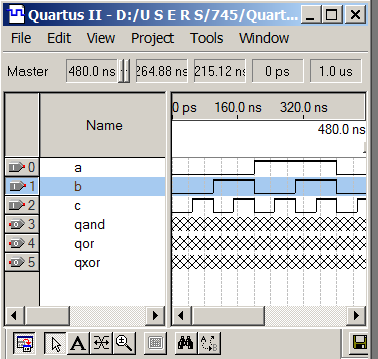 Quartus II - D:/U S E R S/745/Quart...
File Edit View Project Tools Window
Master 480.0 ns 264.88 ns 215.12 ns 0 ps 1.0 us
Name
0 ps 160.0 ns 320.0 ns
480.0 ns
0 a
1 b
2 c
3 qand
4 qor
5 qxor